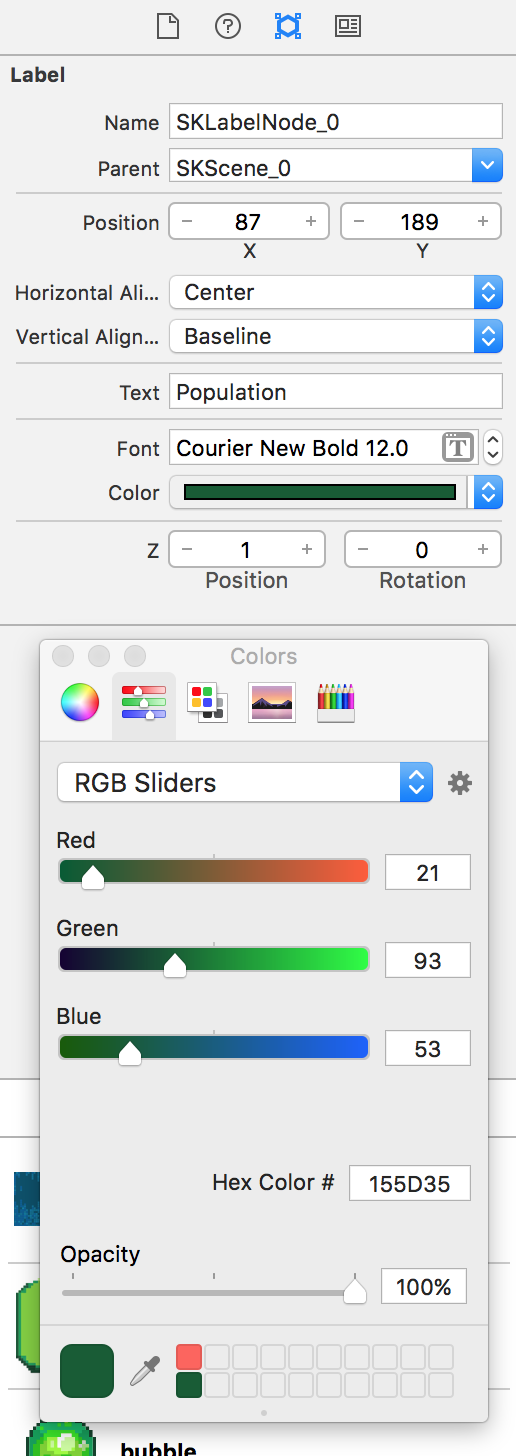 Label
Name SKLabelNode_0
Parent SKScene_0
Position − 87 + − 189 +
X Y
Horizontal Ali... Center
Vertical Align... Baseline
Text Population
Font Courier New Bold 12.0 T
Color
Z − 1 + − 0 +
Position Rotation
Colors
RGB Sliders
Red
21
Green
93
Blue
53
Hex Color # 155D35
Opacity
100%
bubble